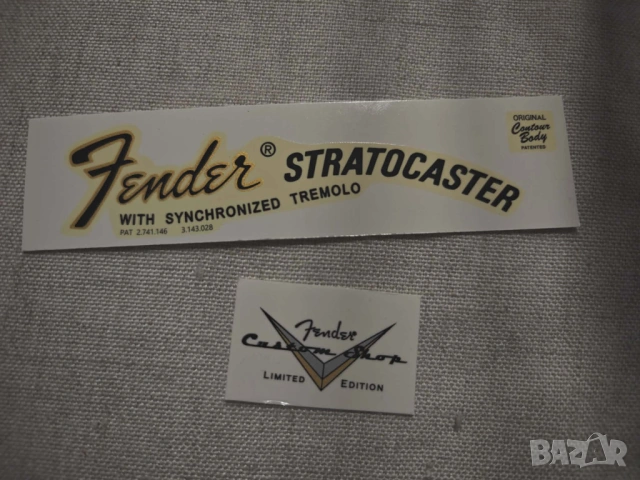 Fender® STRATOCASTER
WITH SYNCHRONIZED TREMOLO
PAT 2.741.146 3.143.028
ORIGINAL
Contour
Body
PATENTED
Fender
Custom Shop
LIMITED EDITION
BAZAR